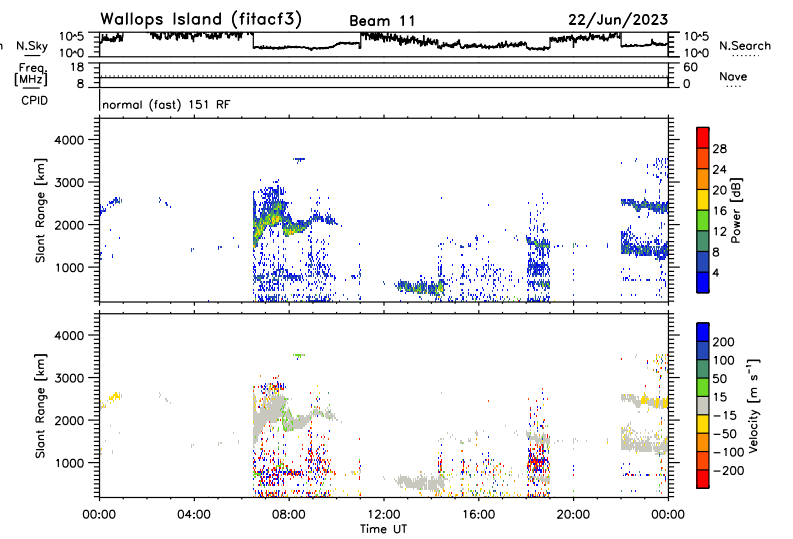 Wallops Island (fitacf3) Beam 11 22/Jun/2023
n N.Sky 10^5 10^5 N.Search
10^0 10^0
Freq. 18 60 Nave
[MHz] 8 0
CPID normal (fast) 151 RF
4000
3000
2000
1000
Slant Range [km]
28
24
20
16
12
8
4
Power [dB]
4000
3000
2000
1000
Slant Range [km]
200
100
50
15
-15
-50
-100
-200
Velocity [m s⁻¹]
00:00 04:00 08:00 12:00 16:00 20:00 00:00
Time UT